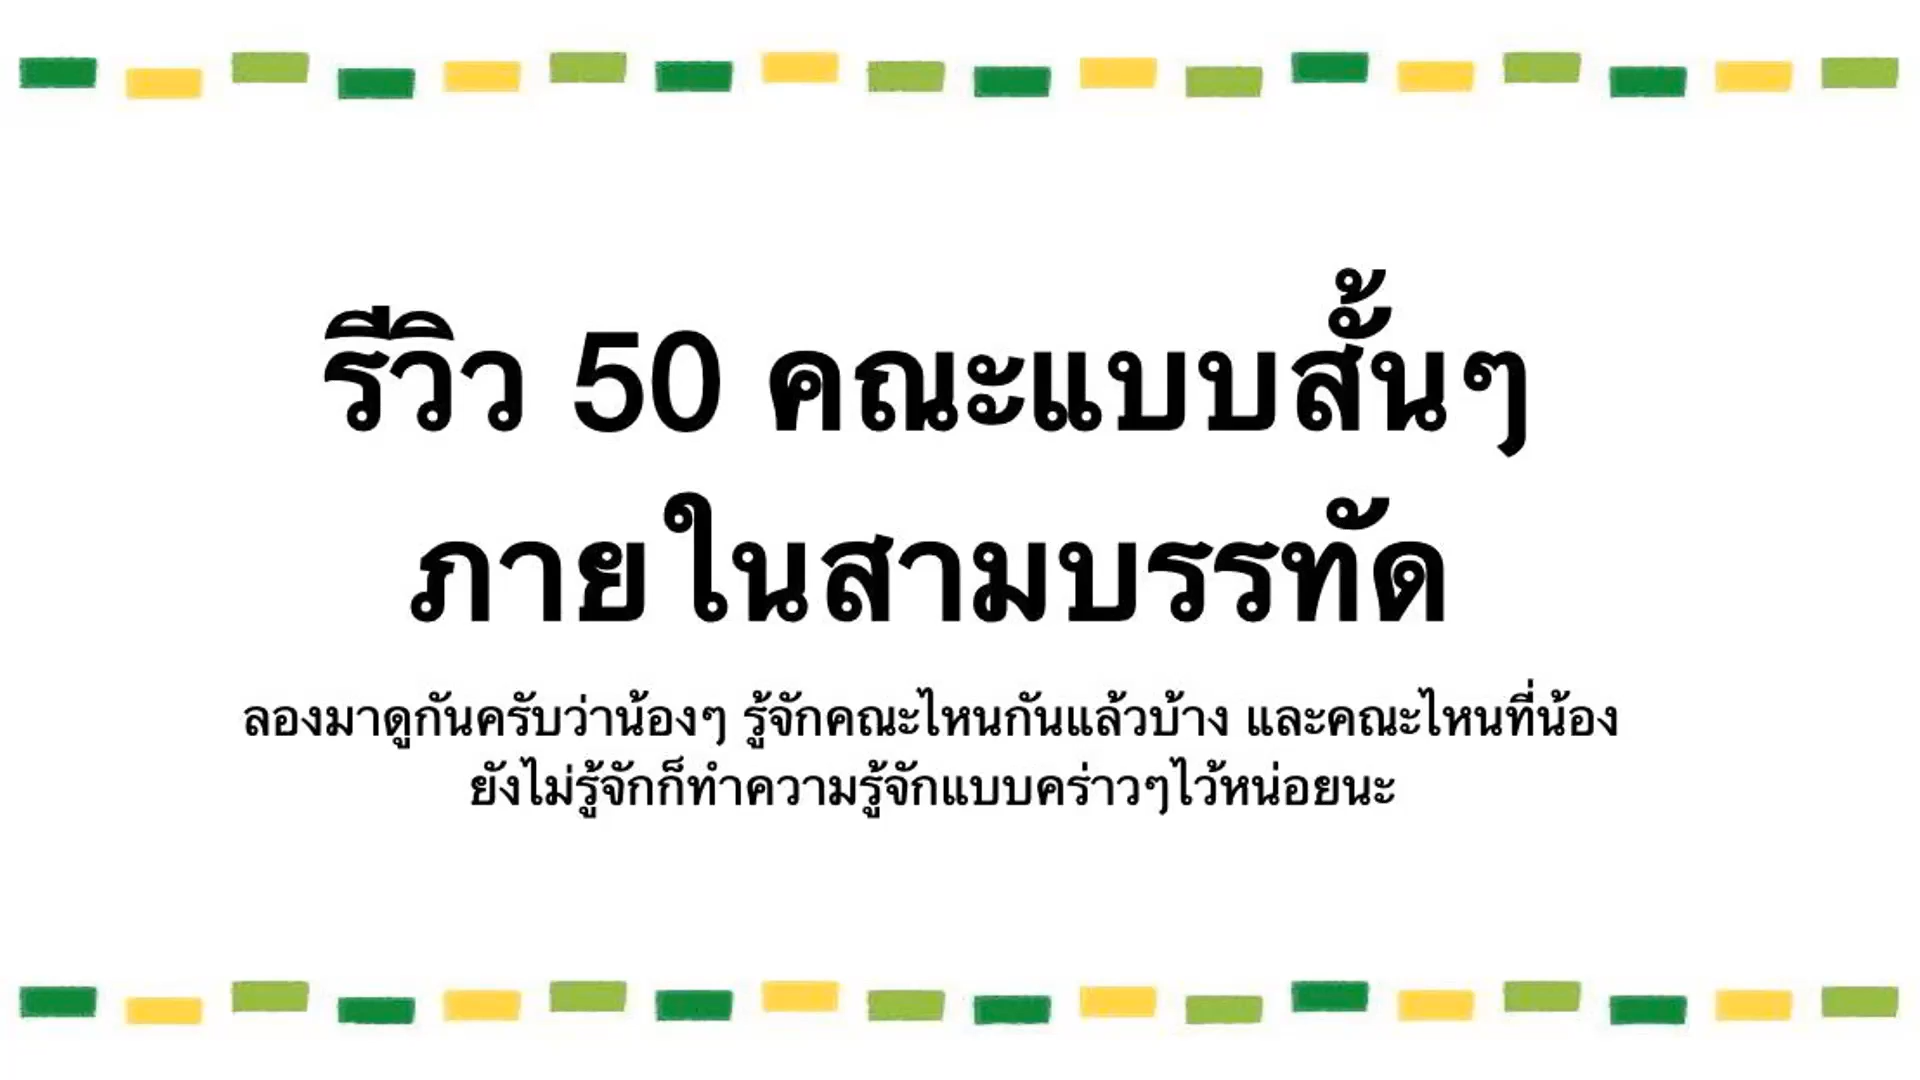 รีวิว 50 คณะแบบสั้นๆ
ภายในสามบรรทัด
ลองมาดูกันครับว่าน้องๆ รู้จักคณะไหนกันแล้วบ้าง และคณะไหนที่น้อง
ยังไม่รู้จักก็ทำความรู้จักแบบคร่าวๆไว้หน่อยนะ